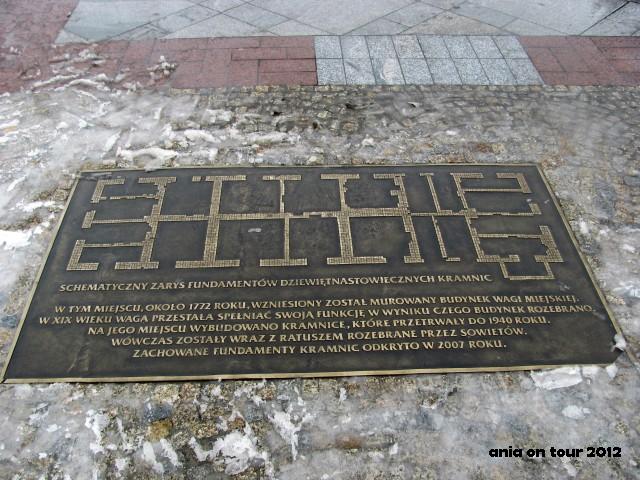 SCHEMATYCZNY ZARYS FUNDAMENTÓW DZIEWIĘTNASTOWIECZNYCH KRAMNIC
W TYM MIEJSCU, OKOŁO 1772 ROKU, WZNIESIONY ZOSTAŁ MUROWANY BUDYNEK WAGI MIEJSKIEJ.
W XIX WIEKU WAGA PRZESTAŁA SPEŁNIAĆ SWOJĄ FUNKCJĘ W WYNIKU CZEGO BUDYNEK ROZEBRANO.
NA JEGO MIEJSCU WYBUDOWANO KRAMNICE, KTÓRE PRZETRWAŁY DO 1940 ROKU.
WÓWCZAS ZOSTAŁY WRAZ Z RATUSZEM ROZEBRANE PRZEZ SOWIETÓW.
ZACHOWANE FUNDAMENTY KRAMNIC ODKRYTO W 2007 ROKU.
ania on tour 2012